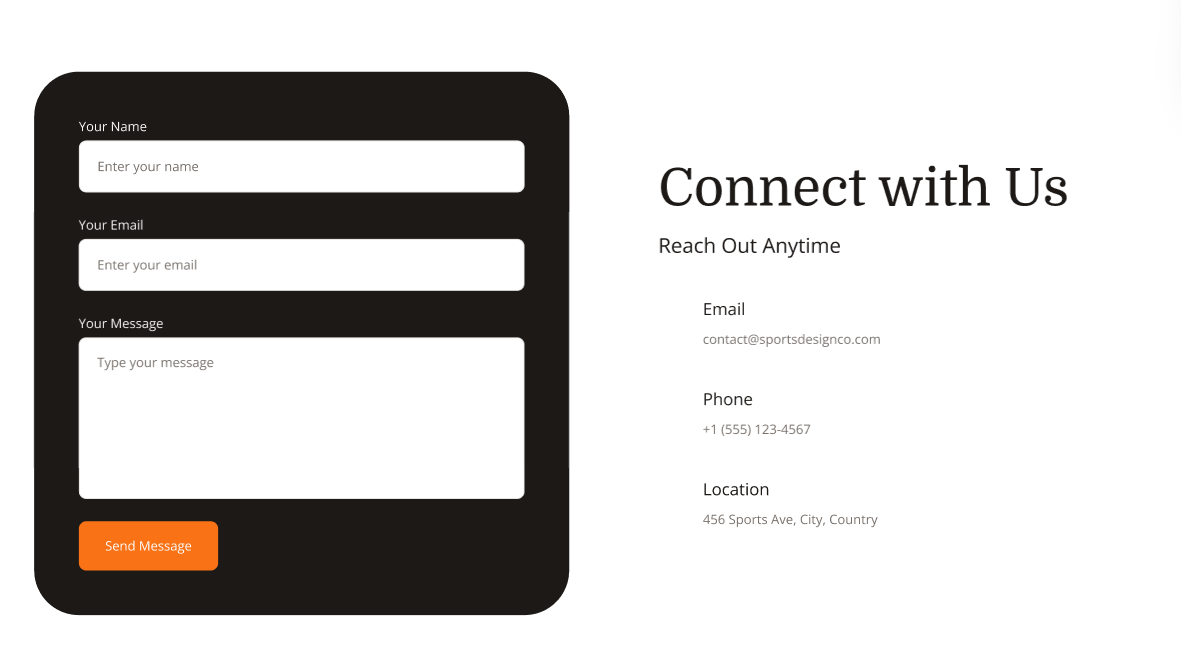 Your Name
Enter your name
Your Email
Enter your email
Your Message
Type your message
Send Message
Connect with Us
Reach Out Anytime
Email
contact@sportsdesignco.com
Phone
+1 (555) 123-4567
Location
456 Sports Ave, City, Country